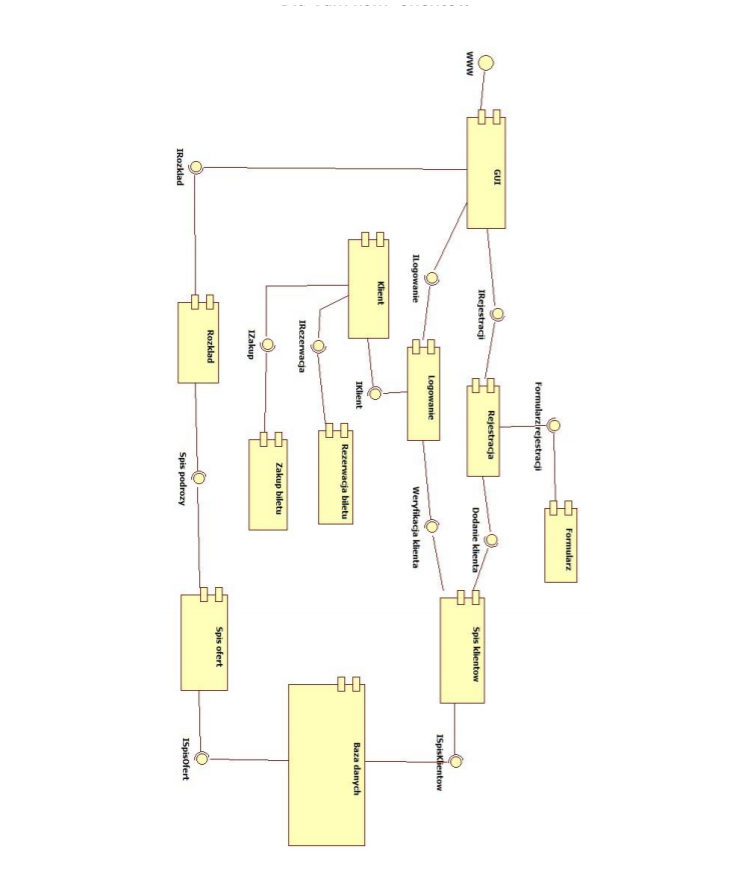 WWW
GUI
IRozklad
ILogowanie
IRejestracji
Klient
Rozklad
IZakup
IRezerwacja
IKlient
Logowanie
Rejestracja
Formularz rejestracji
Spis podrozy
Zakup biletu
Rezerwacja biletu
Weryfikacja klienta
Dodanie klienta
Formularz
Spis ofert
Spis klientow
ISpisOfert
Baza danych
ISpisKlientow